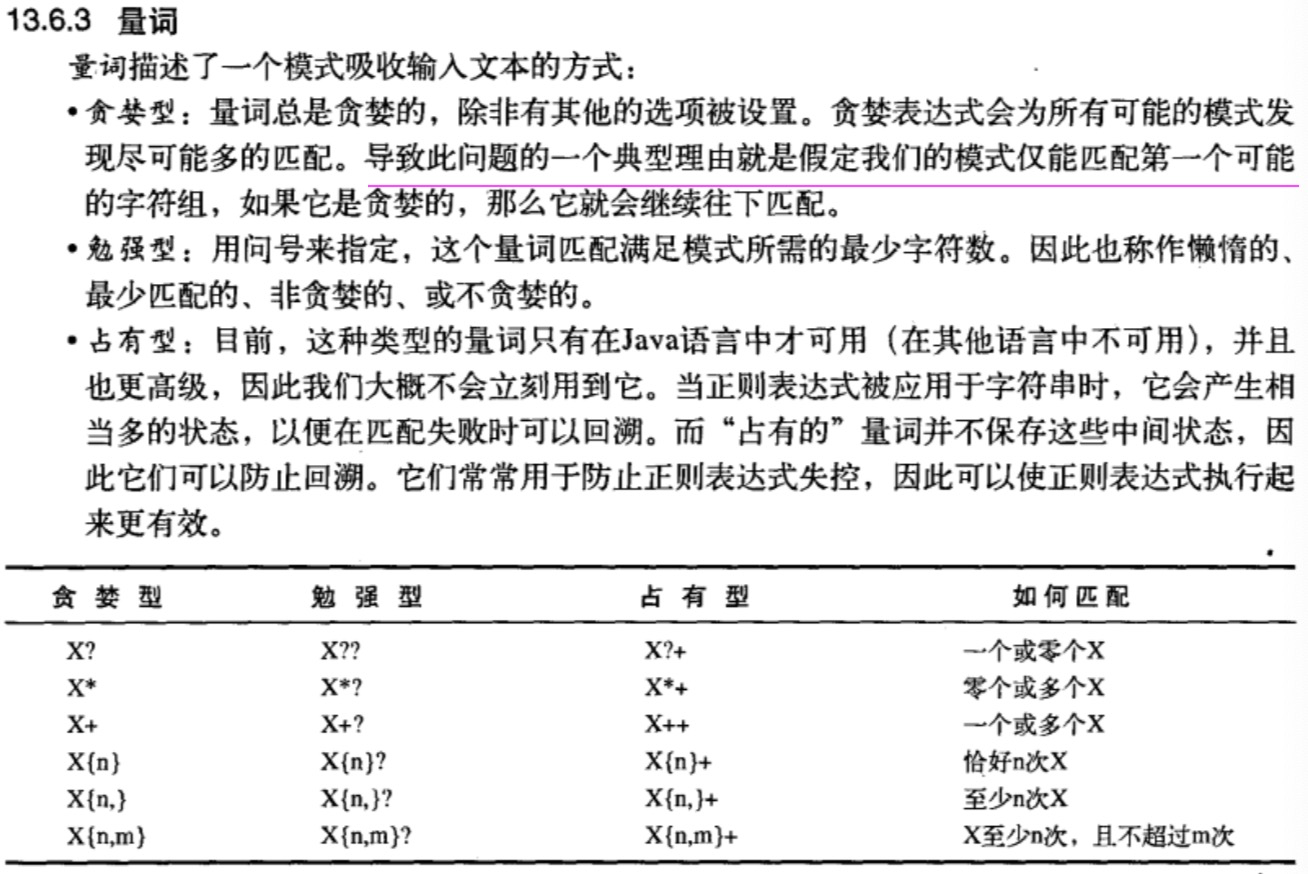 13.6.3 量词
量词描述了一个模式吸收输入文本的方式：
• 贪婪型：量词总是贪婪的，除非有其他的选项被设置。贪婪表达式会为所有可能的模式发
现尽可能多的匹配。导致此问题的一个典型理由就是假定我们的模式仅能匹配第一个可能
的字符组，如果它是贪婪的，那么它就会继续往下匹配。
• 勉强型：用问号来指定，这个量词匹配满足模式所需的最少字符数。因此也称作懒惰的、
最少匹配的、非贪婪的、或不贪婪的。
• 占有型：目前，这种类型的量词只有在Java语言中才可用（在其他语言中不可用），并且
也更高级，因此我们大概不会立刻用到它。当正则表达式被应用于字符串时，它会产生相
当多的状态，以便在匹配失败时可以回溯。而“占有的”量词并不保存这些中间状态，因
此它们可以防止回溯。它们常常用于防止正则表达式失控，因此可以使正则表达式执行起
来更有效。
贪婪型 勉强型 占有型 如何匹配
X? X?? X?+ 一个或零个X
X* X*? X*+ 零个或多个X
X+ X+? X++ 一个或多个X
X{n} X{n}? X{n}+ 恰好n次X
X{n,} X{n,}? X{n,}+ 至少n次X
X{n,m} X{n,m}? X{n,m}+ X至少n次，且不超过m次